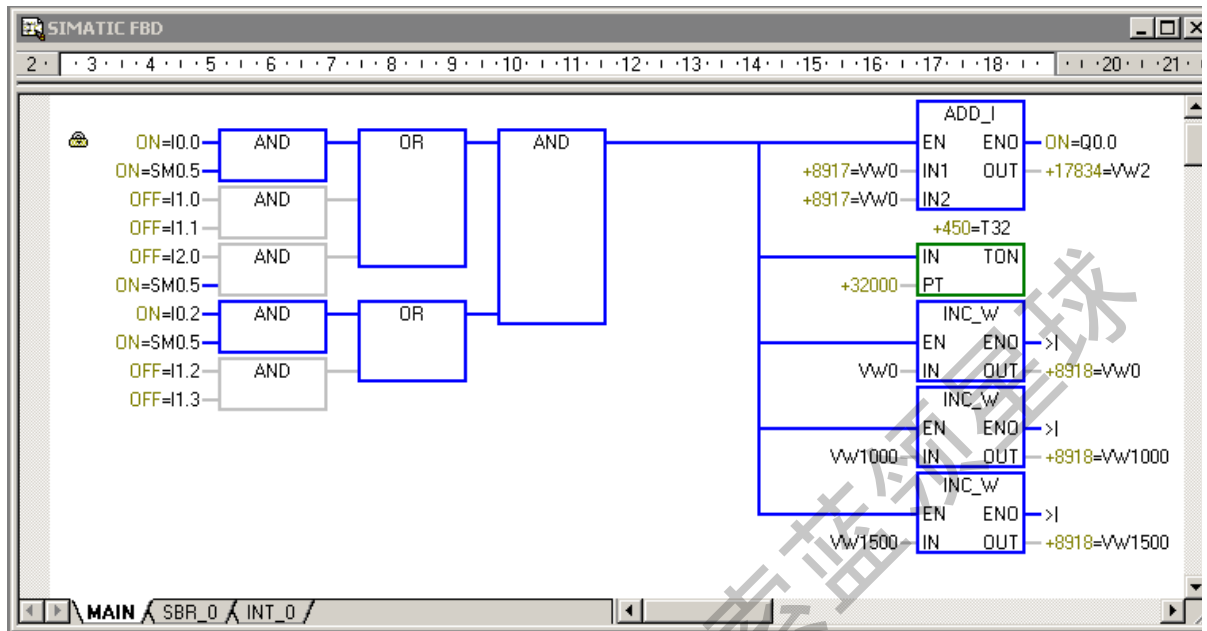 SIMATIC FBD
2 · · 3 · ı · 4 · ı · 5 · ı · 6 · ı · 7 · ı · 8 · ı · 9 · ı · 10 · ı · 11 · ı · 12 · ı · 13 · ı · 14 · ı · 15 · ı · 16 · ı · 17 · ı · 18 · ı · · ı · 20 · ı · 21 ·
ADD_I
ON=I0.0 AND OR AND EN ENO ON=Q0.0
ON=SM0.5 +8917=VW0 IN1 OUT +17834=VW2
OFF=I1.0 AND +8917=VW0 IN2
OFF=I1.1 +450=T32
OFF=I2.0 AND IN TON
ON=SM0.5 +32000 PT
ON=I0.2 AND OR INC_W
ON=SM0.5 EN ENO >|
OFF=I1.2 AND VW0 IN OUT +8918=VW0
OFF=I1.3 INC_W
EN ENO >|
VW1000 IN OUT +8918=VW1000
INC_W
EN ENO >|
VW1500 IN OUT +8918=VW1500
MAIN SBR_0 INT_0
蓝领星球